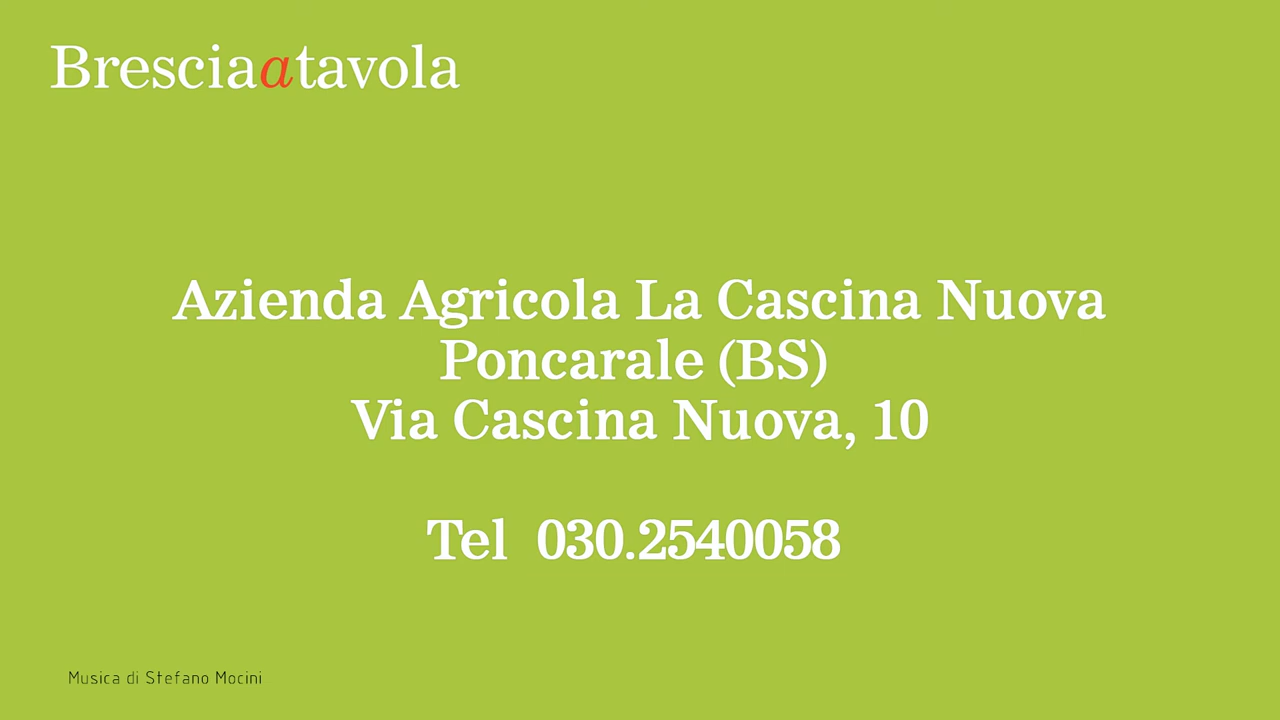 Bresciaatavola
Azienda Agricola La Cascina Nuova
Poncarale (BS)
Via Cascina Nuova, 10
Tel 030.2540058
Musica di Stefano Mocini